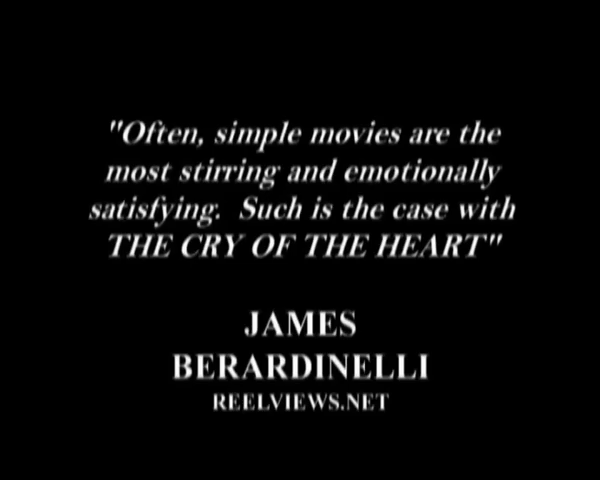 "Often, simple movies are the
most stirring and emotionally
satisfying.  Such is the case with
THE CRY OF THE HEART"
JAMES
BERARDINELLI
REELVIEWS.NET